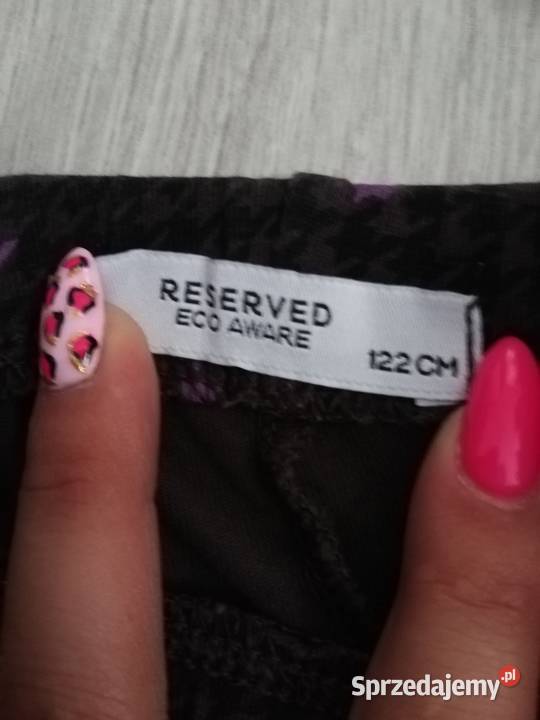 RESERVED
ECO AWARE
122 CM
Sprzedajemy.pl